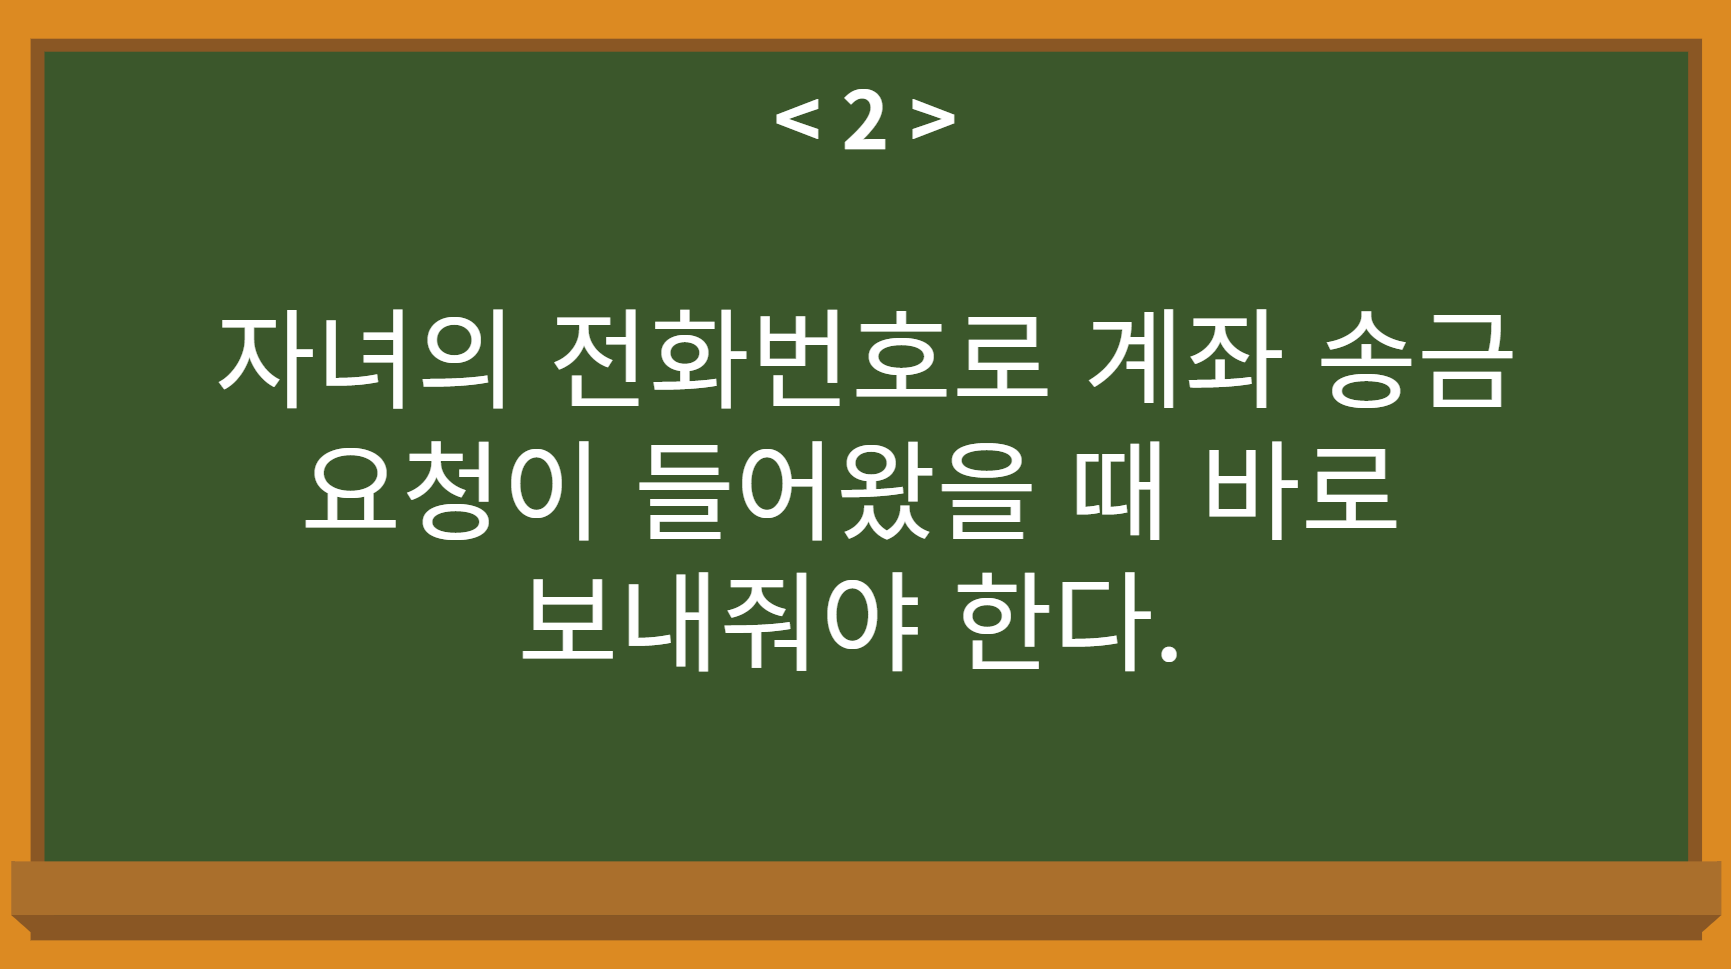 < 2 >
자녀의 전화번호로 계좌 송금
요청이 들어왔을 때 바로
보내줘야 한다.